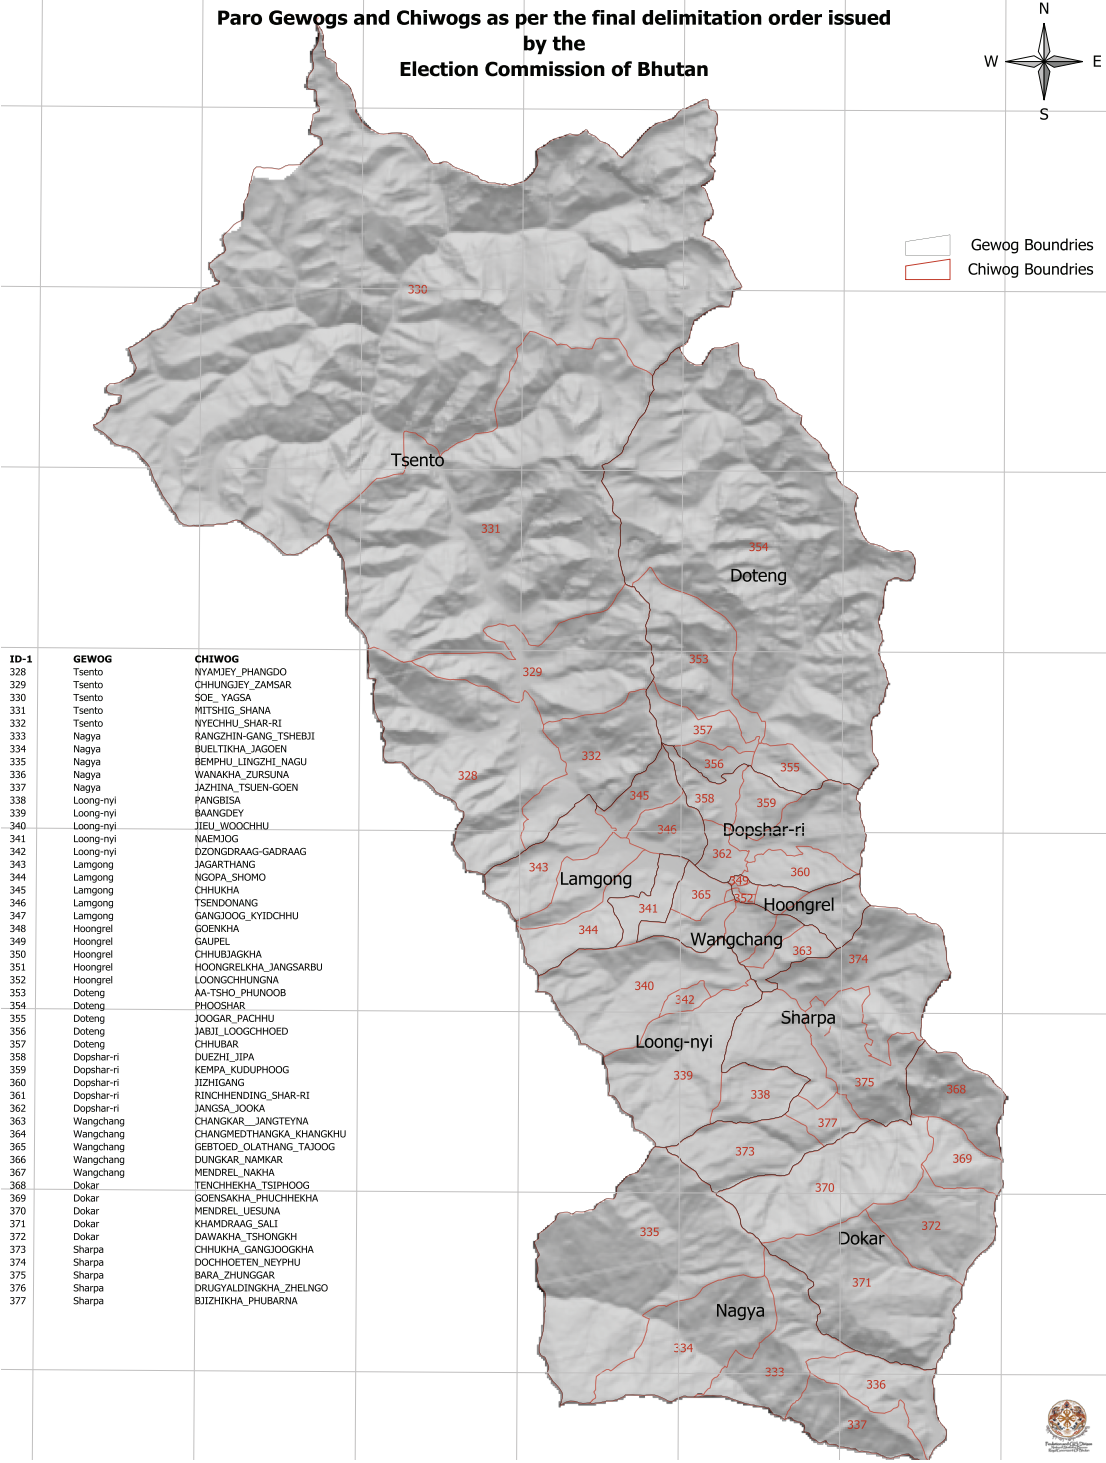 Paro Gewogs and Chiwogs as per the final delimitation order issued
by the
Election Commission of Bhutan
N
W E
S
Gewog Boundries
Chiwog Boundries
330
Tsento
331
354
Doteng
353
329
357
332
356
355
328
345
358
359
346
Dopshar-ri
362
343
360
Lamgong
349
365
352
Hoongrel
341
344
Wangchang
363
374
340
342
Sharpa
Loong-nyi
339
375
368
338
377
373
369
370
372
335
Dokar
371
Nagya
334
333
336
337
ID-1 GEWOG CHIWOG
328 Tsento NYAMJEY_PHANGDO
329 Tsento CHHUNGJEY_ZAMSAR
330 Tsento SOE_ YAGSA
331 Tsento MITSHIG_SHANA
332 Tsento NYECHHU_SHAR-RI
333 Nagya RANGZHIN-GANG_TSHEBJI
334 Nagya BUELTIKHA_JAGOEN
335 Nagya BEMPHU_LINGZHI_NAGU
336 Nagya WANAKHA_ZURSUNA
337 Nagya JAZHINA_TSUEN-GOEN
338 Loong-nyi PANGBISA
339 Loong-nyi BAANGDEY
340 Loong-nyi JIEU_WOOCHHU
341 Loong-nyi NAEMJOG
342 Loong-nyi DZONGDRAAG-GADRAAG
343 Lamgong JAGARTHANG
344 Lamgong NGOPA_SHOMO
345 Lamgong CHHUKHA
346 Lamgong TSENDONANG
347 Lamgong GANGJOOG_KYIDCHHU
348 Hoongrel GOENKHA
349 Hoongrel GAUPEL
350 Hoongrel CHHUBJAGKHA
351 Hoongrel HOONGRELKHA_JANGSARBU
352 Hoongrel LOONGCHHUNGNA
353 Doteng AA-TSHO_PHUNOOB
354 Doteng PHOOSHAR
355 Doteng JOOGAR_PACHHU
356 Doteng JABJI_LOOGCHHOED
357 Doteng CHHUBAR
358 Dopshar-ri DUEZHI_JIPA
359 Dopshar-ri KEMPA_KUDUPHOOG
360 Dopshar-ri JIZHIGANG
361 Dopshar-ri RINCHHENDING_SHAR-RI
362 Dopshar-ri JANGSA_JOOKA
363 Wangchang CHANGKAR__JANGTEYNA
364 Wangchang CHANGMEDTHANGKA_KHANGKHU
365 Wangchang GEBTOED_OLATHANG_TAJOOG
366 Wangchang DUNGKAR_NAMKAR
367 Wangchang MENDREL_NAKHA
368 Dokar TENCHHEKHA_TSIPHOOG
369 Dokar GOENSAKHA_PHUCHHEKHA
370 Dokar MENDREL_UESUNA
371 Dokar KHAMDRAAG_SALI
372 Dokar DAWAKHA_TSHONGKH
373 Sharpa CHHUKHA_GANGJOOGKHA
374 Sharpa DOCHHOETEN_NEYPHU
375 Sharpa BARA_ZHUNGGAR
376 Sharpa DRUGYALDINGKHA_ZHELNGO
377 Sharpa BJIZHIKHA_PHUBARNA